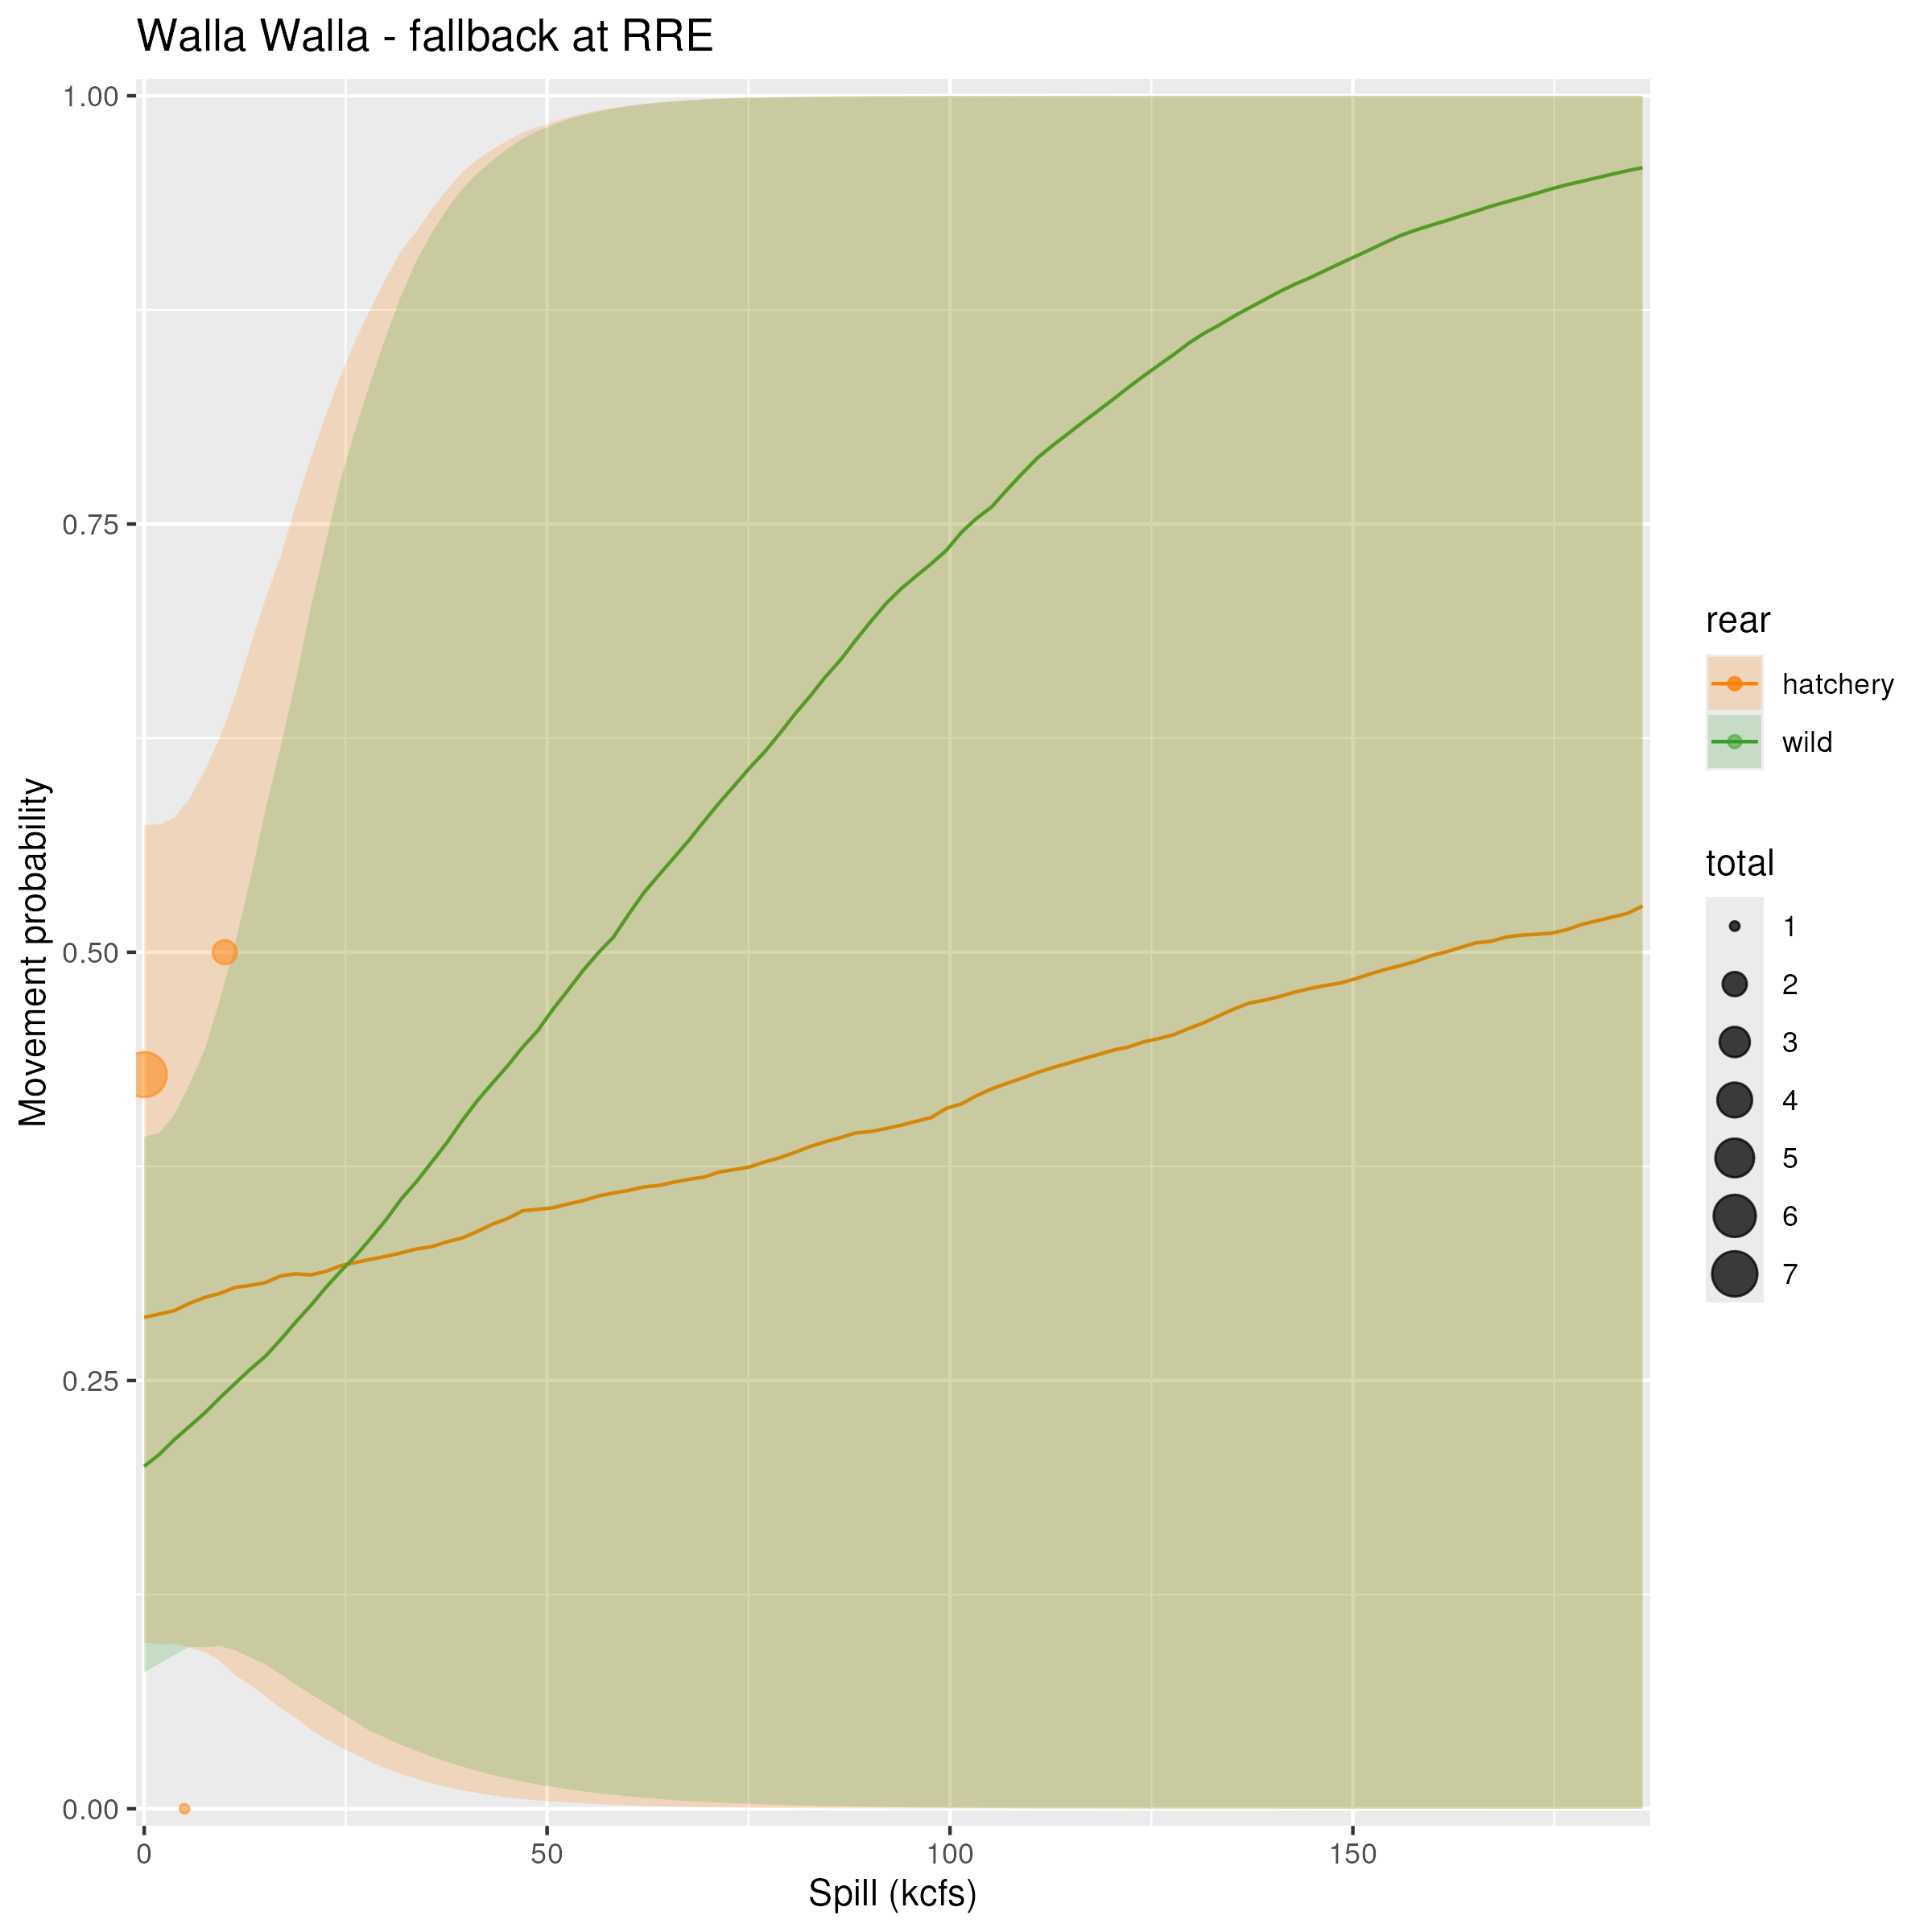 Walla Walla - fallback at RRE
1.00
0.75
0.50
0.25
0.00
Movement probability
0
50
100
150
Spill (kcfs)
rear
hatchery
wild
total
1
2
3
4
5
6
7